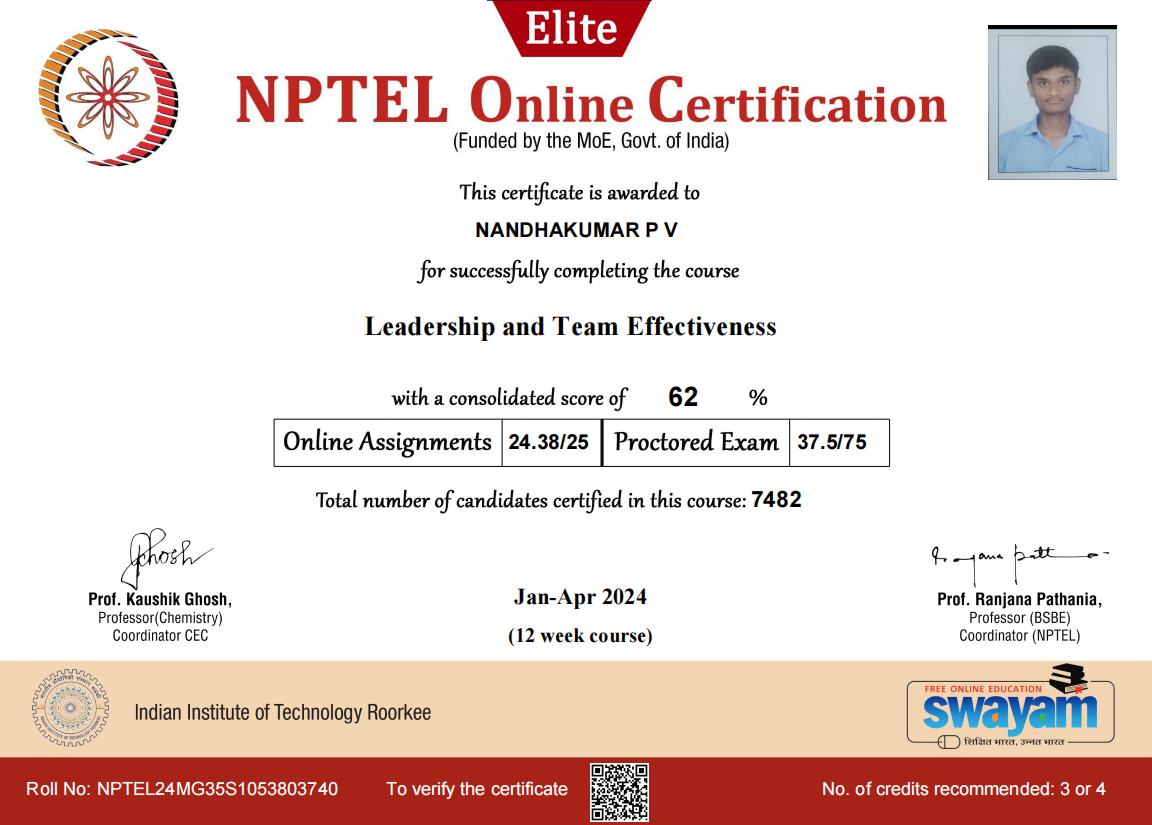 Elite
NPTEL Online Certification
(Funded by the MoE, Govt. of India)
This certificate is awarded to
NANDHAKUMAR P V
for successfully completing the course
Leadership and Team Effectiveness
with a consolidated score of 62 %
Online Assignments 24.38/25 Proctored Exam 37.5/75
Total number of candidates certified in this course: 7482
Prof. Kaushik Ghosh,
Professor(Chemistry)
Coordinator CEC
Jan-Apr 2024
(12 week course)
Prof. Ranjana Pathania,
Professor (BSBE)
Coordinator (NPTEL)
Indian Institute of Technology Roorkee
FREE ONLINE EDUCATION
swayam
शिक्षित भारत, उन्नत भारत
Roll No: NPTEL24MG35S1053803740 To verify the certificate No. of credits recommended: 3 or 4